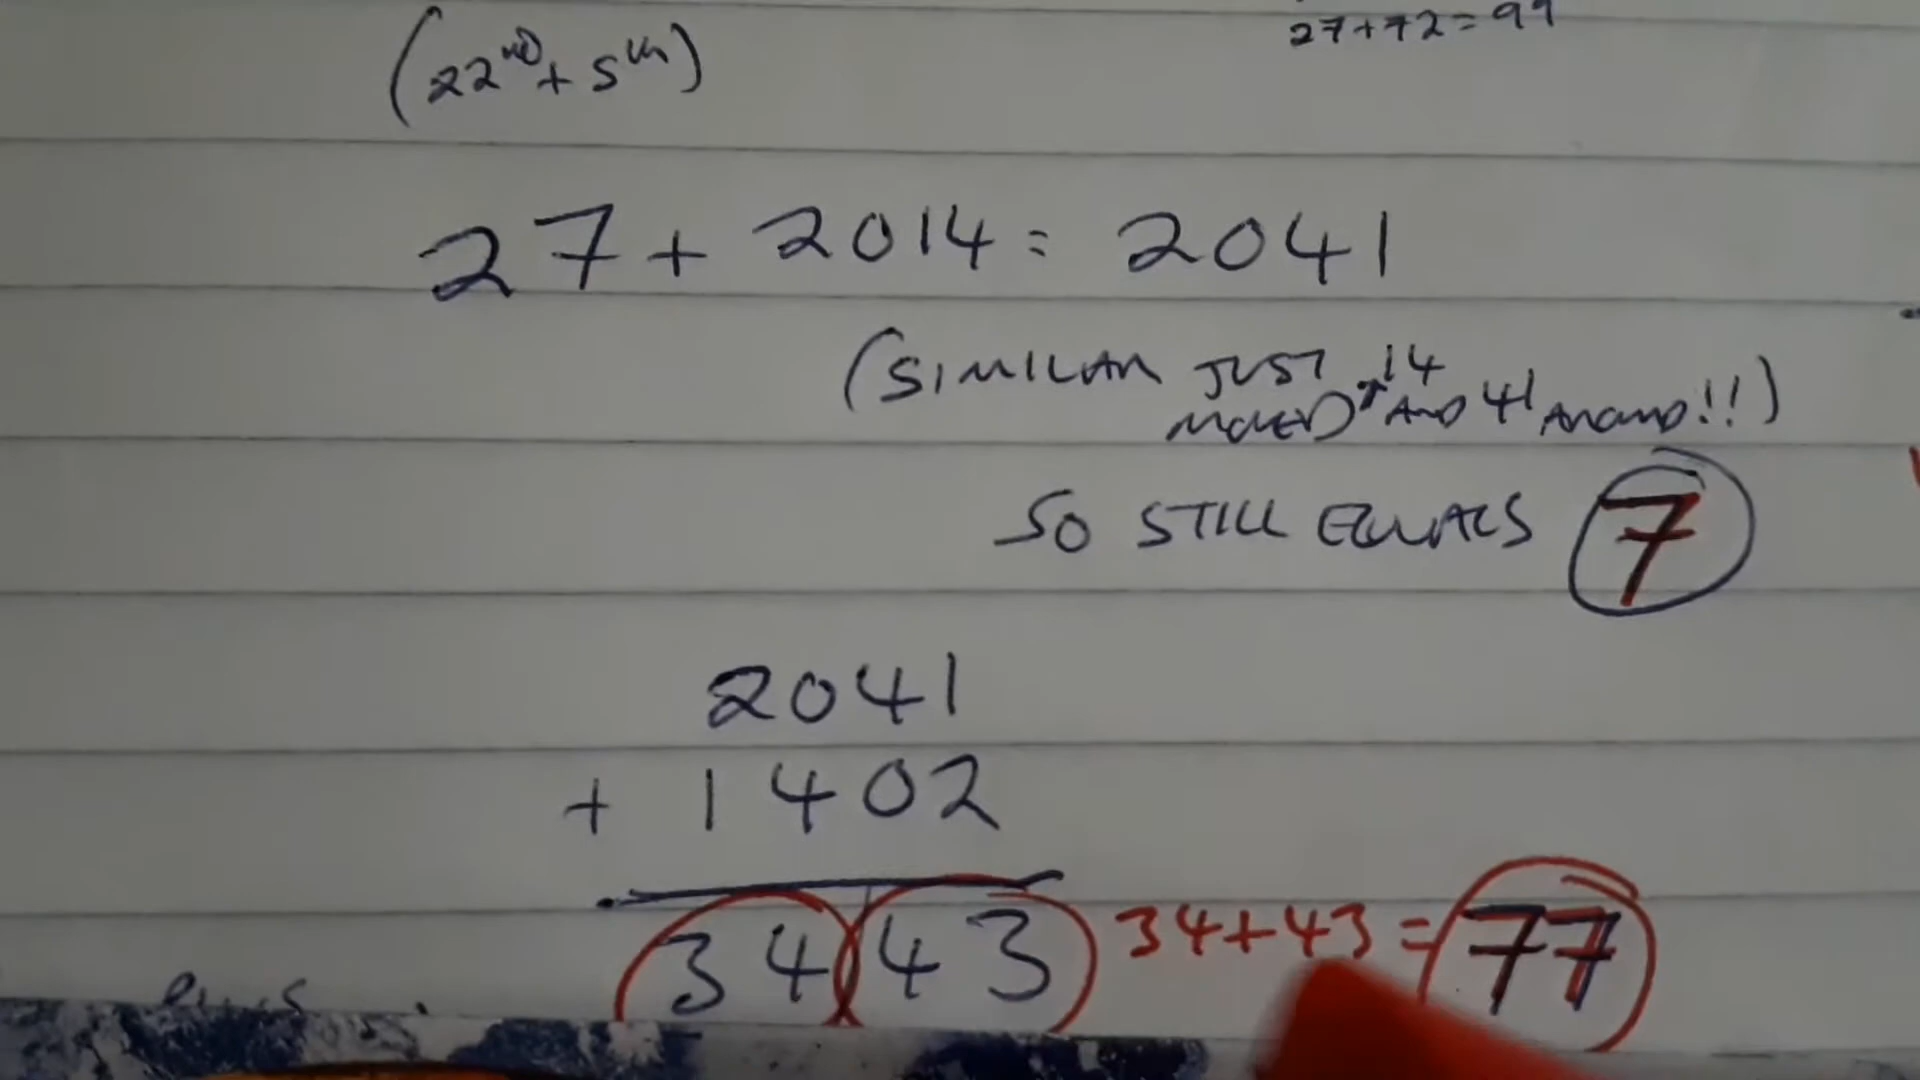 27+72=99
(22ND + 5th)
27 + 2014 = 2041
(SIMILAR JUST 14
MOVED AND 41 AROUND!!)
SO STILL EQUALS 7
2041
+ 1402
3443 34+43 = 77
PLUS